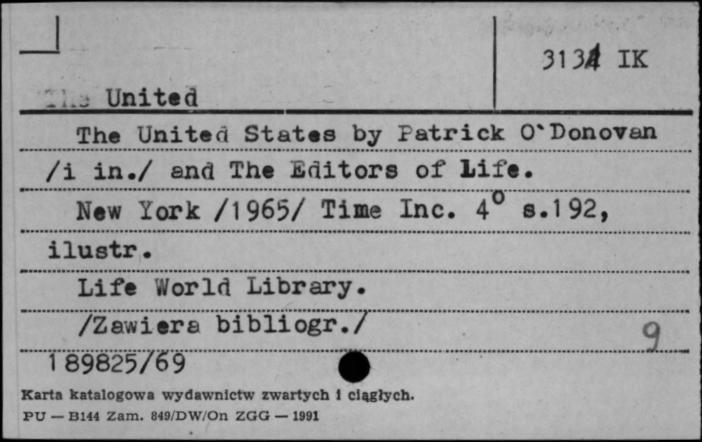 313 IK
The United
The United States by Patrick O`Donovan
/i in./ and The Editors of Life.
New York /1965/ Time Inc. 4° s.192,
ilustr.
Life World Library.
/Zawiera bibliogr./
9
189825/69
Karta katalogowa wydawnictw zwartych i ciągłych.
PU — B144 Zam. 849/DW/On ZGG — 1991